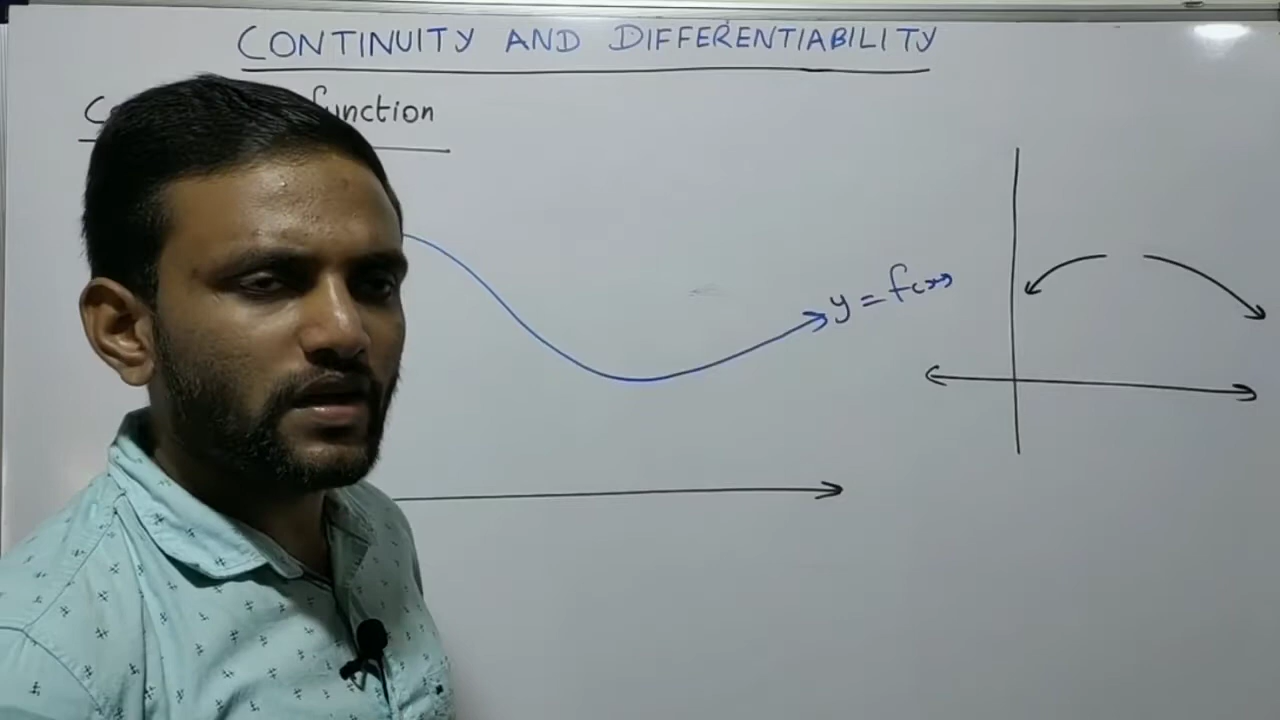 CONTINUITY AND DIFFERENTIABILITY
function
y = f(x)